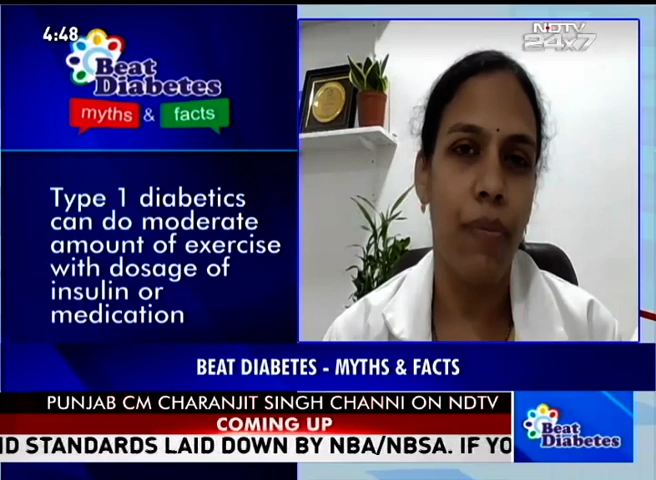 4:48
Beat
Diabetes
myths & facts
NDTV
24x7
Type 1 diabetics
can do moderate
amount of exercise
with dosage of
insulin or
medication
BEAT DIABETES - MYTHS & FACTS
PUNJAB CM CHARANJIT SINGH CHANNI ON NDTV
COMING UP
ND STANDARDS LAID DOWN BY NBA/NBSA. IF YO
Beat
Diabetes